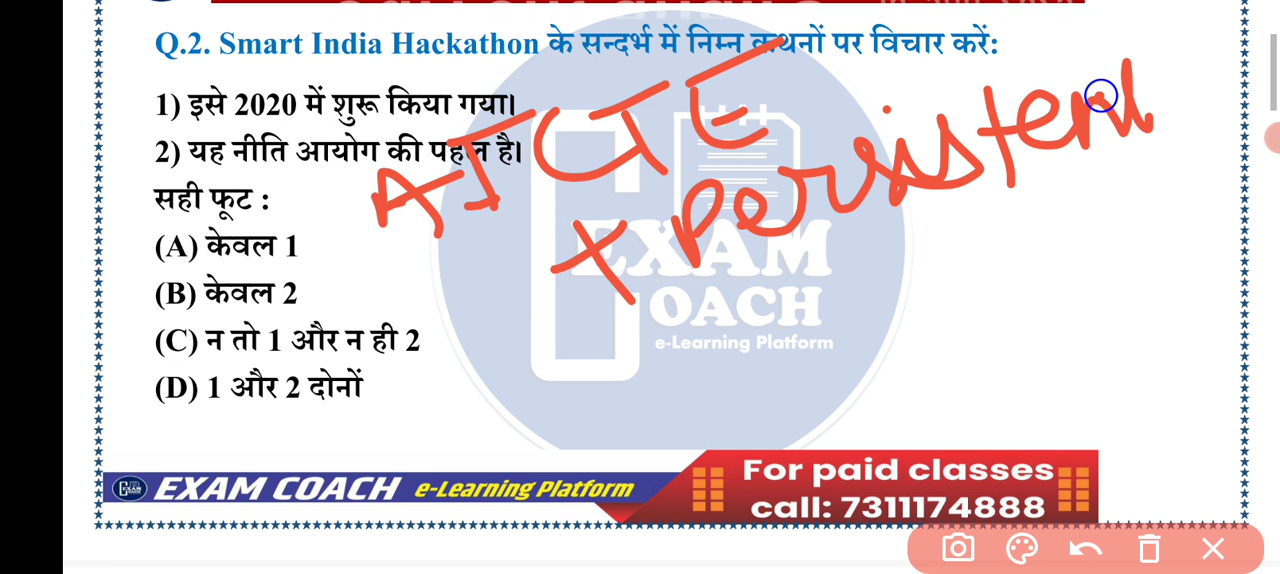 Q.2. Smart India Hackathon के सन्दर्भ में निम्न कथनों पर विचार करें:
1) इसे 2020 में शुरू किया गया।
2) यह नीति आयोग की पहल है।
AICTE
+ Persistent
सही कूट :
(A) केवल 1
(B) केवल 2
(C) न तो 1 और न ही 2
(D) 1 और 2 दोनों
EXAM
COACH
e-Learning Platform
EXAM COACH e-Learning Platform
For paid classes
call: 7311174888